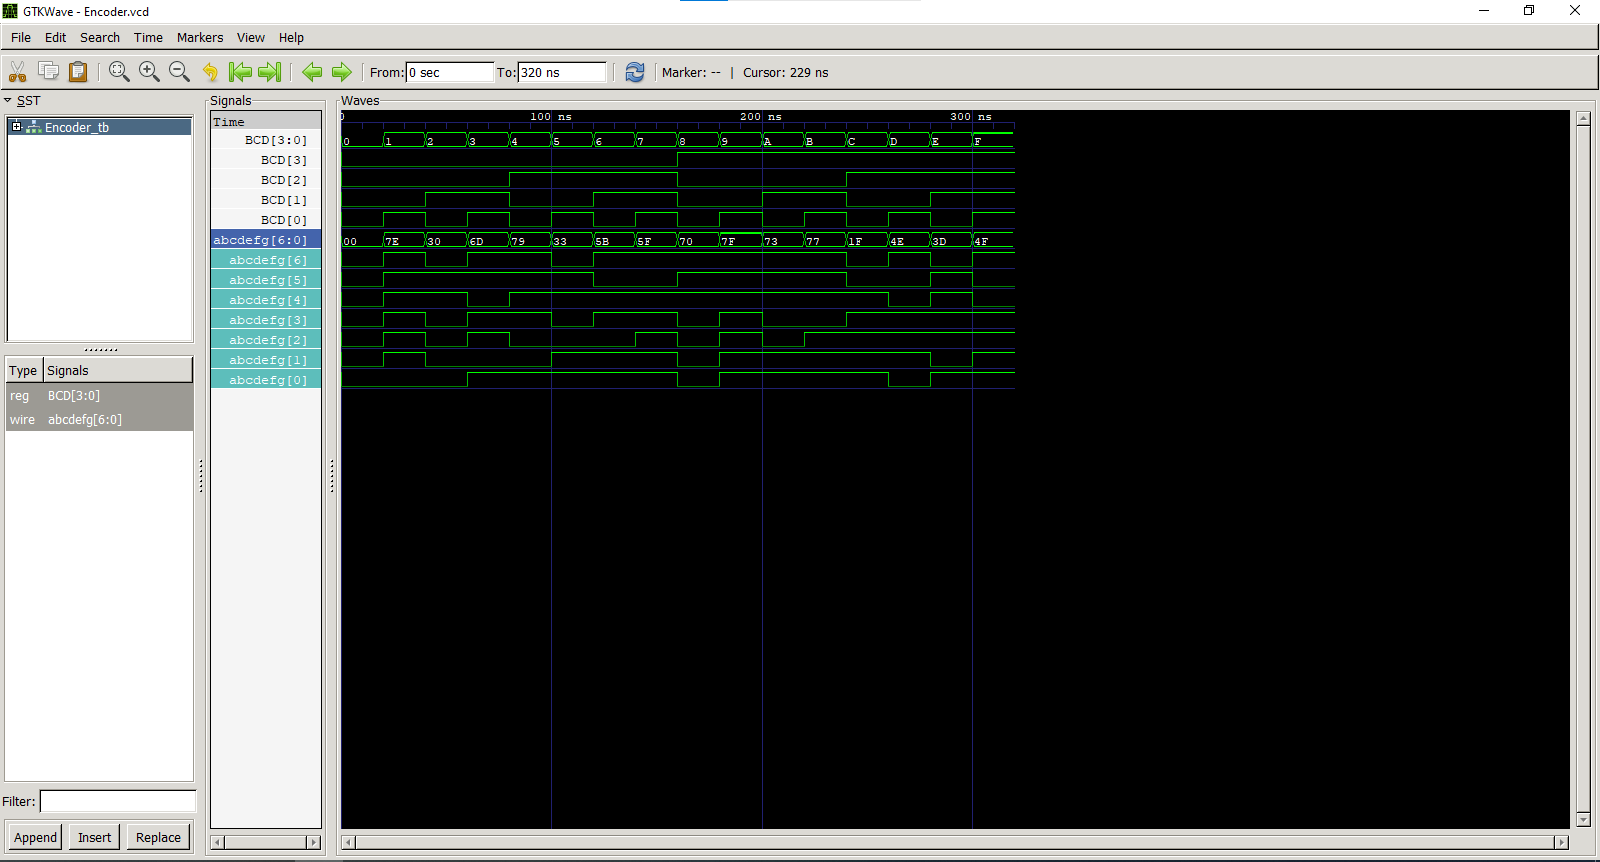 GTKWave - Encoder.vcd
File Edit Search Time Markers View Help
From: 0 sec To: 320 ns Marker: -- | Cursor: 229 ns
SST
Encoder_tb
Type Signals
reg BCD[3:0]
wire abcdefg[6:0]
Filter:
Append Insert Replace
Signals
Time
BCD[3:0]
BCD[3]
BCD[2]
BCD[1]
BCD[0]
abcdefg[6:0]
abcdefg[6]
abcdefg[5]
abcdefg[4]
abcdefg[3]
abcdefg[2]
abcdefg[1]
abcdefg[0]
Waves
0 100 ns 200 ns 300 ns
0 1 2 3 4 5 6 7 8 9 A B C D E F
00 7E 30 6D 79 33 5B 5F 70 7F 73 77 1F 4E 3D 4F